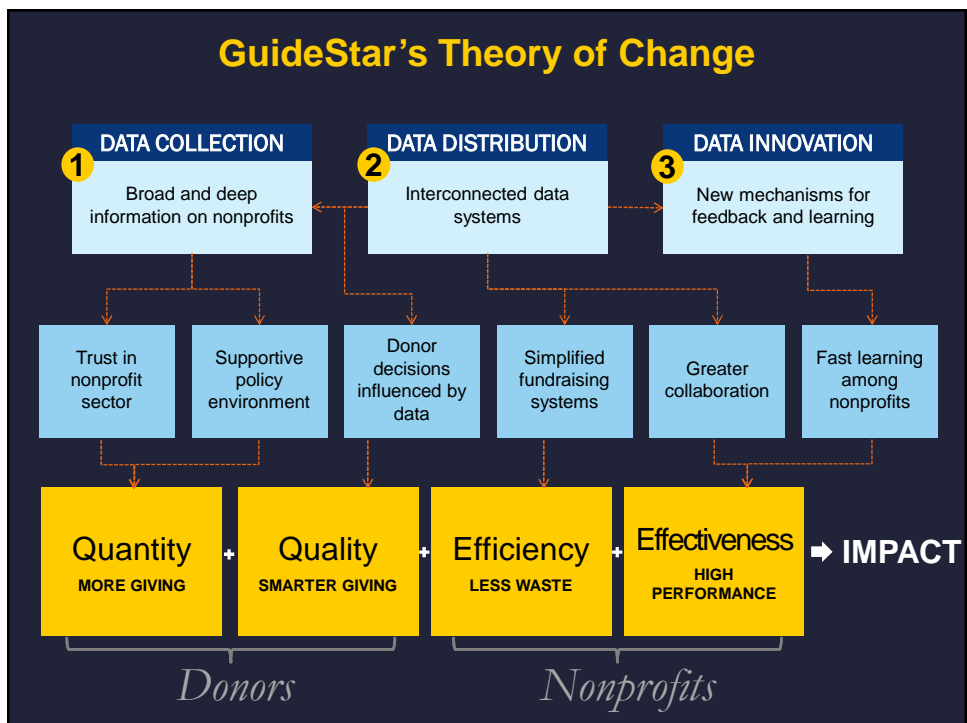 GuideStar's Theory of Change
DATA COLLECTION
1
Broad and deep
information on nonprofits
DATA DISTRIBUTION
2
Interconnected data
systems
DATA INNOVATION
3
New mechanisms for
feedback and learning
Trust in
nonprofit
sector
Supportive
policy
environment
Donor
decisions
influenced by
data
Simplified
fundraising
systems
Greater
collaboration
Fast learning
among
nonprofits
Quantity
MORE GIVING
+
Quality
SMARTER GIVING
+
Efficiency
LESS WASTE
+
Effectiveness
HIGH
PERFORMANCE
IMPACT
Donors
Nonprofits